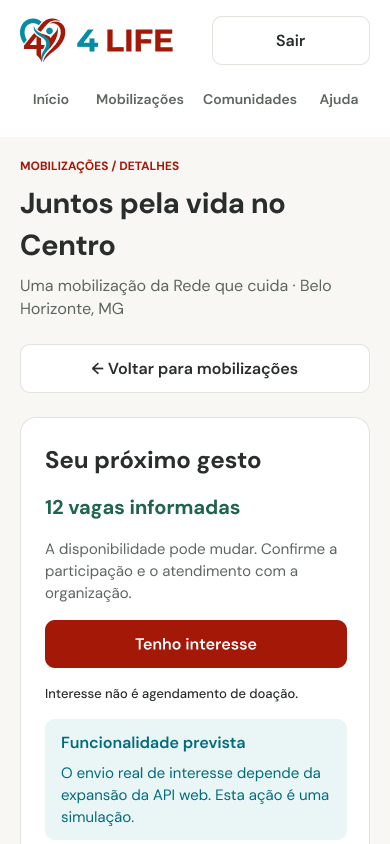 4 LIFE
Sair
Início Mobilizações Comunidades Ajuda
MOBILIZAÇÕES / DETALHES
Juntos pela vida no
Centro
Uma mobilização da Rede que cuida · Belo
Horizonte, MG
← Voltar para mobilizações
Seu próximo gesto
12 vagas informadas
A disponibilidade pode mudar. Confirme a
participação e o atendimento com a
organização.
Tenho interesse
Interesse não é agendamento de doação.
Funcionalidade prevista
O envio real de interesse depende da
expansão da API web. Esta ação é uma
simulação.